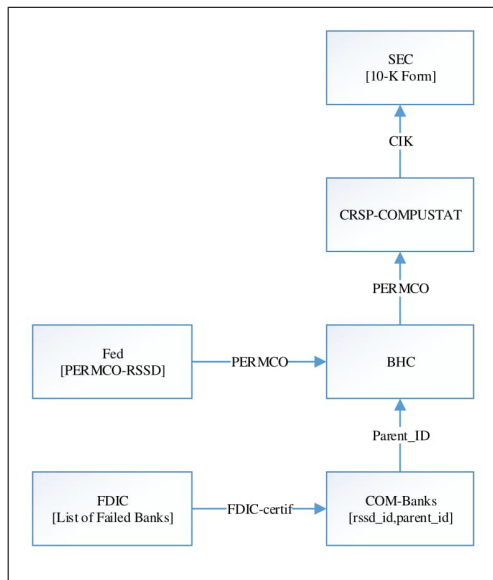 SEC
[10-K Form]
CIK
CRSP-COMPUSTAT
PERMCO
Fed
[PERMCO-RSSD]
PERMCO
BHC
Parent_ID
FDIC
[List of Failed Banks]
FDIC-certif
COM-Banks
[rssd_id,parent_id]